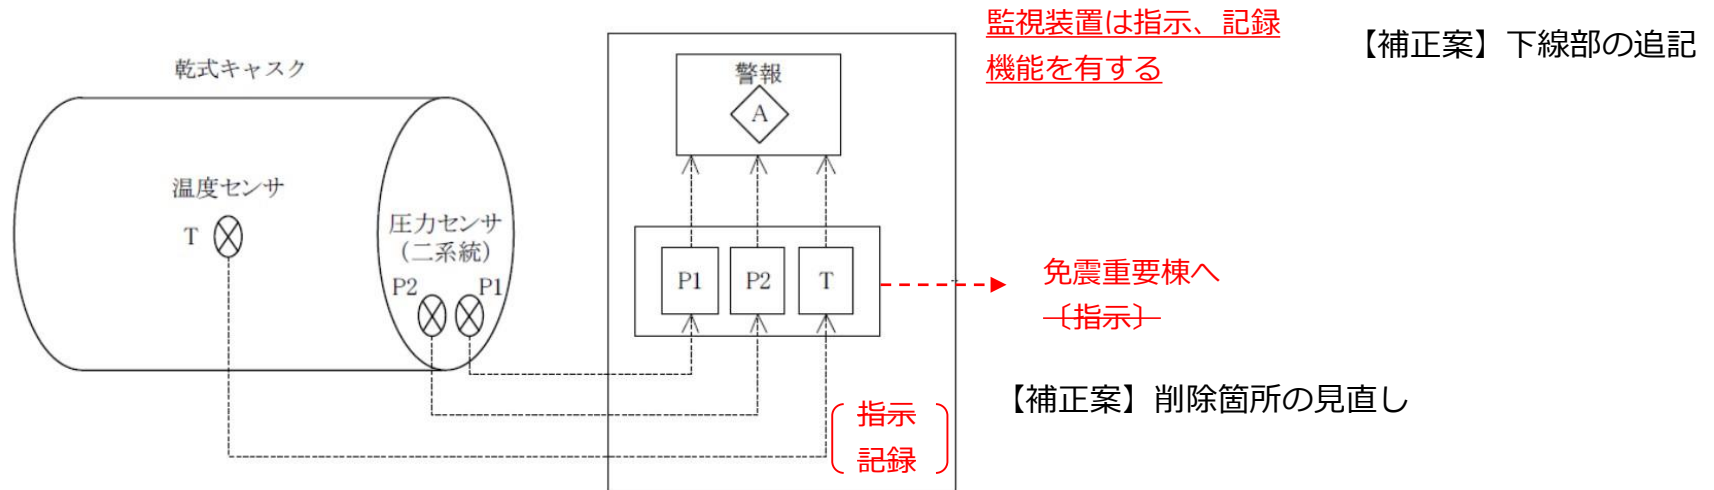 監視装置は指示、記録
機能を有する
【補正案】下線部の追記
乾式キャスク
警報
A
温度センサ
T
圧力センサ
(二系統)
P2 P1
P1 P2 T
免震重要棟へ
〔指示〕
【補正案】削除箇所の見直し
指示
記録